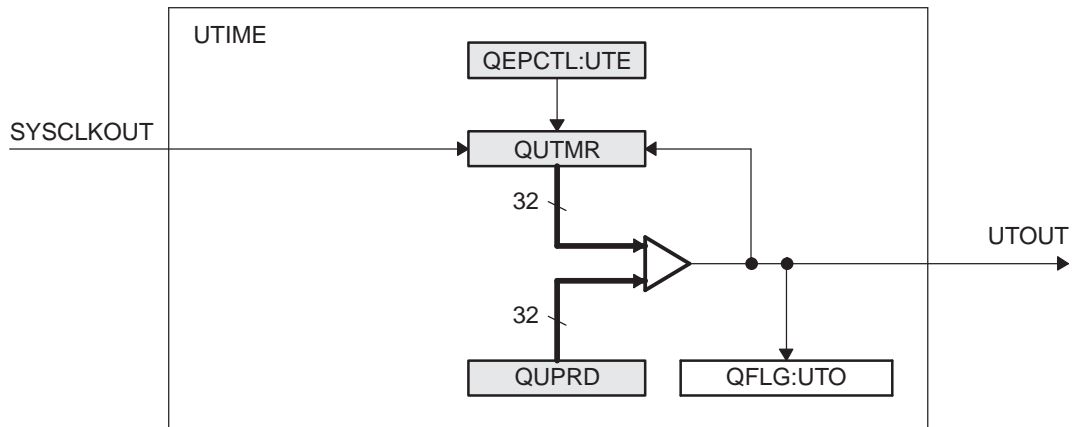 UTIME
QEPCTL:UTE
SYSCLKOUT
QUTMR
32
UTOUT
32
QUPRD
QFLG:UTO